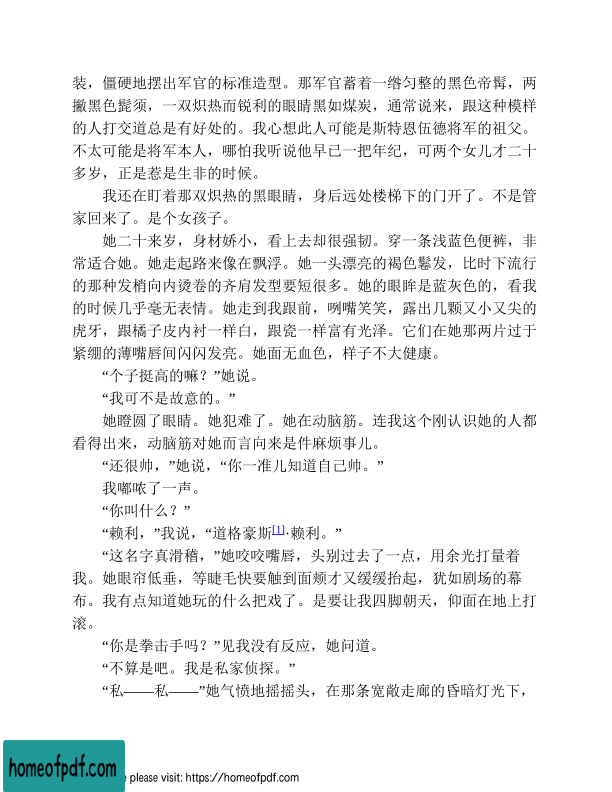 装，僵硬地摆出军官的标准造型。那军官蓄着一绺匀整的黑色帝髯，两
撇黑色髭须，一双炽热而锐利的眼睛黑如煤炭，通常说来，跟这种模样
的人打交道总是有好处的。我心想此人可能是斯特恩伍德将军的祖父。
不太可能是将军本人，哪怕我听说他早已一把年纪，可两个女儿才二十
多岁，正是惹是生非的时候。
我还在盯着那双炽热的黑眼睛，身后远处楼梯下的门开了。不是管
家回来了。是个女孩子。
她二十来岁，身材娇小，看上去却很强韧。穿一条浅蓝色便裤，非
常适合她。她走起路来像在飘浮。她一头漂亮的褐色鬈发，比时下流行
的那种发梢向内烫卷的齐肩发型要短很多。她的眼眸是蓝灰色的，看我
的时候几乎毫无表情。她走到我跟前，咧嘴笑笑，露出几颗又小又尖的
虎牙，跟橘子皮内衬一样白，跟瓷一样富有光泽。它们在她那两片过于
紧绷的薄嘴唇间闪闪发亮。她面无血色，样子不大健康。
“个子挺高的嘛？”她说。
“我可不是故意的。”
她瞪圆了眼睛。她犯难了。她在动脑筋。连我这个刚认识她的人都
看得出来，动脑筋对她而言向来是件麻烦事儿。
“还很帅，”她说，“你一准儿知道自己帅。”
我嘟哝了一声。
“你叫什么？”
“赖利，”我说，“道格豪斯[1]·赖利。”
“这名字真滑稽，”她咬咬嘴唇，头别过去了一点，用余光打量着
我。她眼帘低垂，等睫毛快要触到面颊才又缓缓抬起，犹如剧场的幕
布。我有点知道她玩的什么把戏了。是要让我四脚朝天，仰面在地上打
滚。
“你是拳击手吗？”见我没有反应，她问道。
“不算是吧。我是私家侦探。”
“私——私——”她气愤地摇摇头，在那条宽敞走廊的昏暗灯光下，
homeofpdf.com
e please visit: https://homeofpdf.com